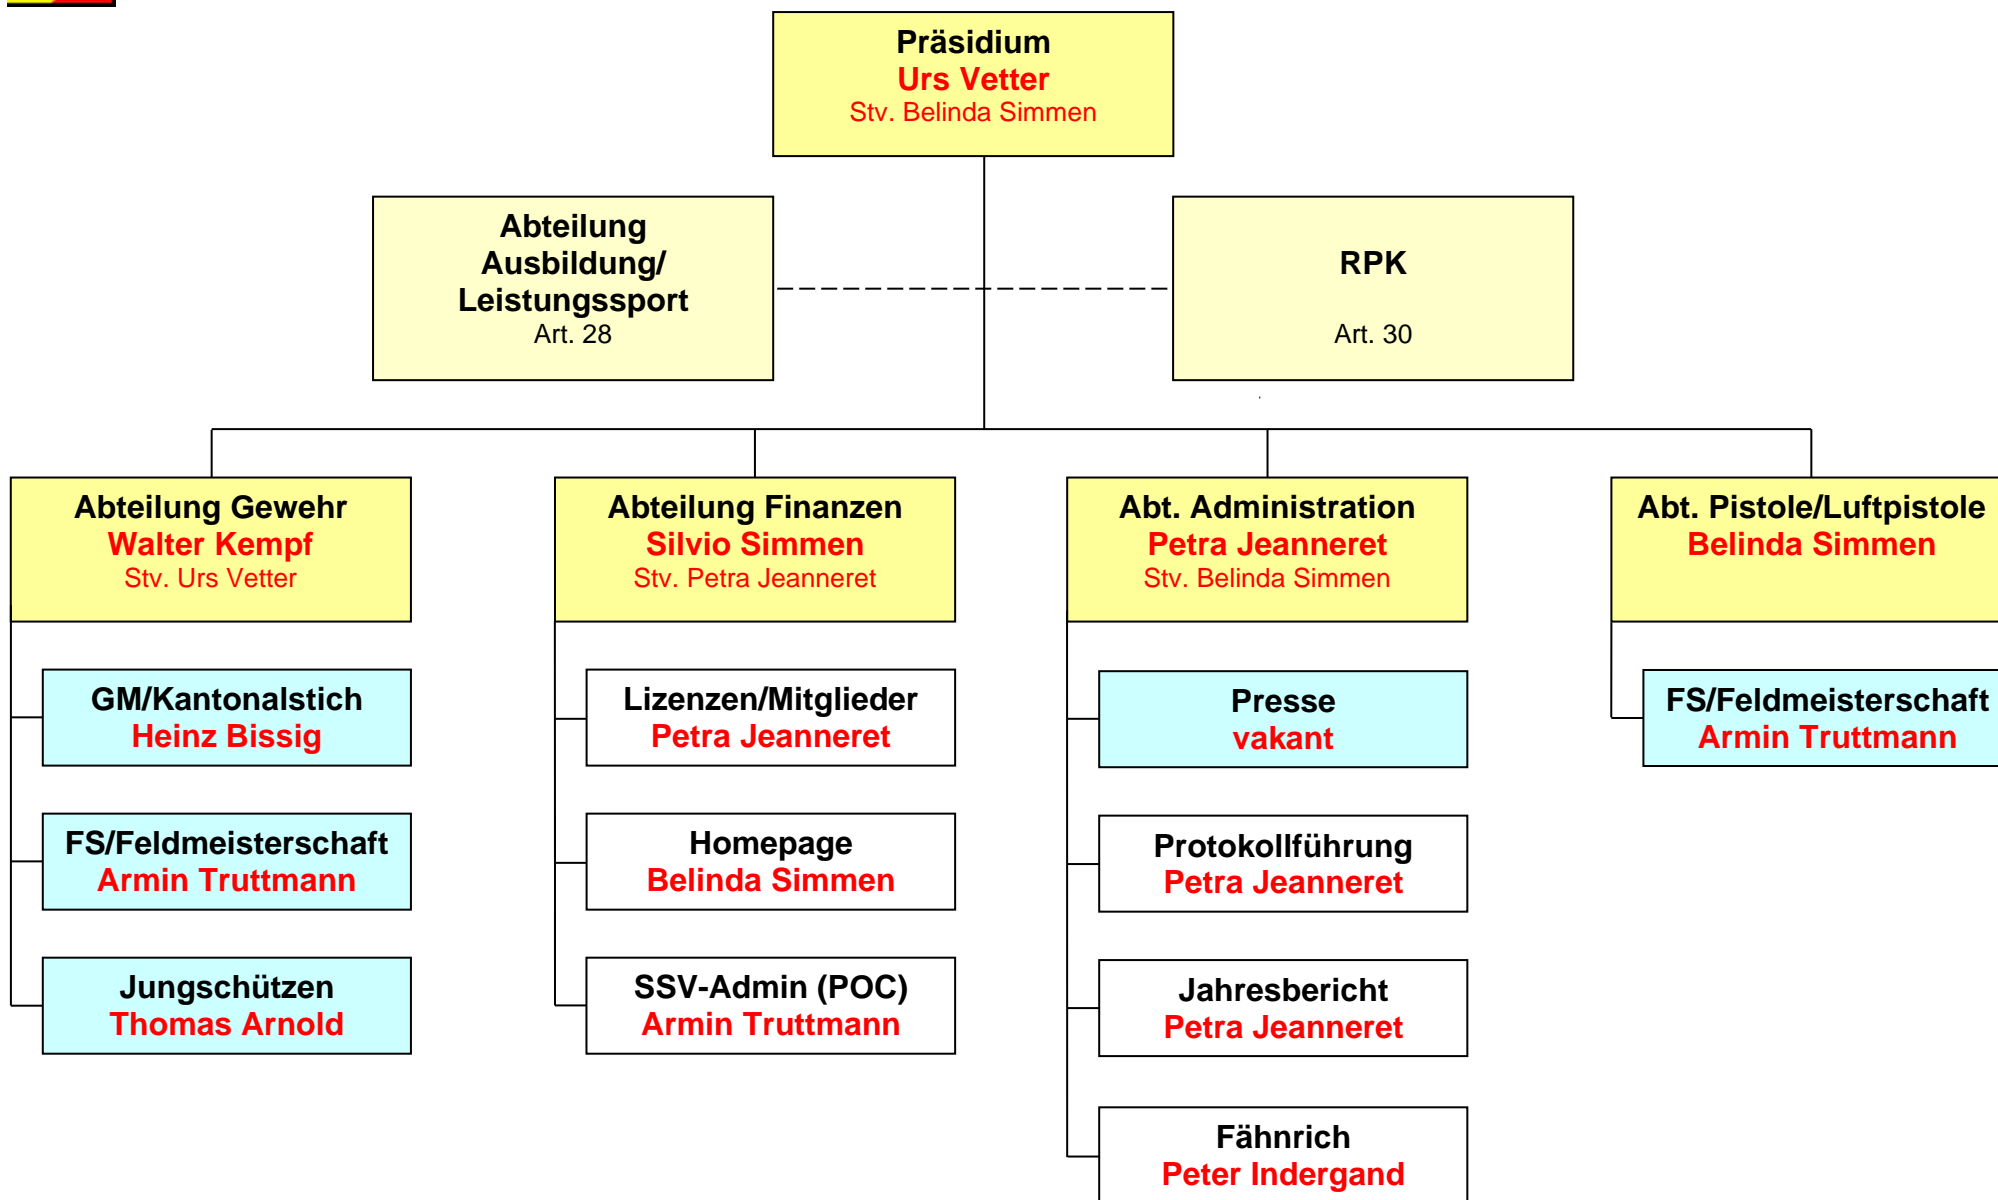 Präsidium
Urs Vetter
Stv. Belinda Simmen
Abteilung
Ausbildung/
Leistungssport
Art. 28
RPK
Art. 30
Abteilung Gewehr
Walter Kempf
Stv. Urs Vetter
Abteilung Finanzen
Silvio Simmen
Stv. Petra Jeanneret
Abt. Administration
Petra Jeanneret
Stv. Belinda Simmen
Abt. Pistole/Luftpistole
Belinda Simmen
GM/Kantonalstich
Heinz Bissig
Lizenzen/Mitglieder
Petra Jeanneret
Presse
vakant
FS/Feldmeisterschaft
Armin Truttmann
FS/Feldmeisterschaft
Armin Truttmann
Homepage
Belinda Simmen
Protokollführung
Petra Jeanneret
Jungschützen
Thomas Arnold
SSV-Admin (POC)
Armin Truttmann
Jahresbericht
Petra Jeanneret
Fähnrich
Peter Indergand